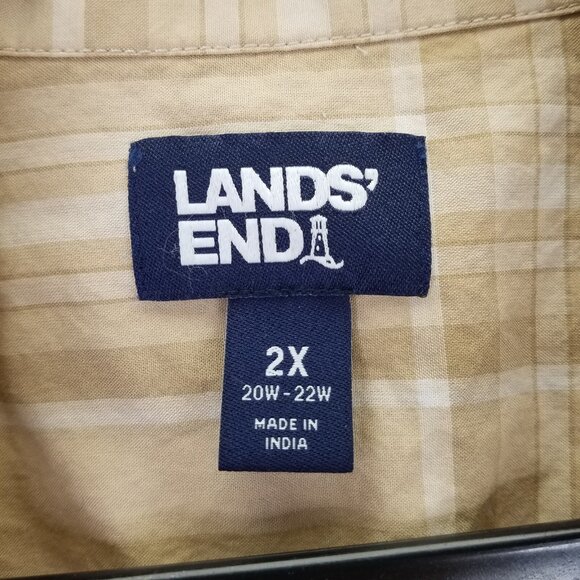 LANDS'
END
2X
20W-22W
MADE IN
INDIA